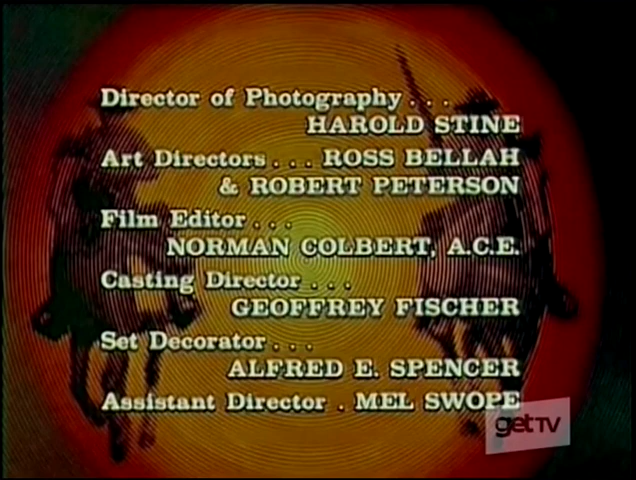 Director of Photography . . .
HAROLD STINE
Art Directors . . . ROSS BELLAH
& ROBERT PETERSON
Film Editor . . .
NORMAN COLBERT, A.C.E.
Casting Director . . .
GEOFFREY FISCHER
Set Decorator . . .
ALFRED E. SPENCER
Assistant Director . MEL SWOPE
getTV